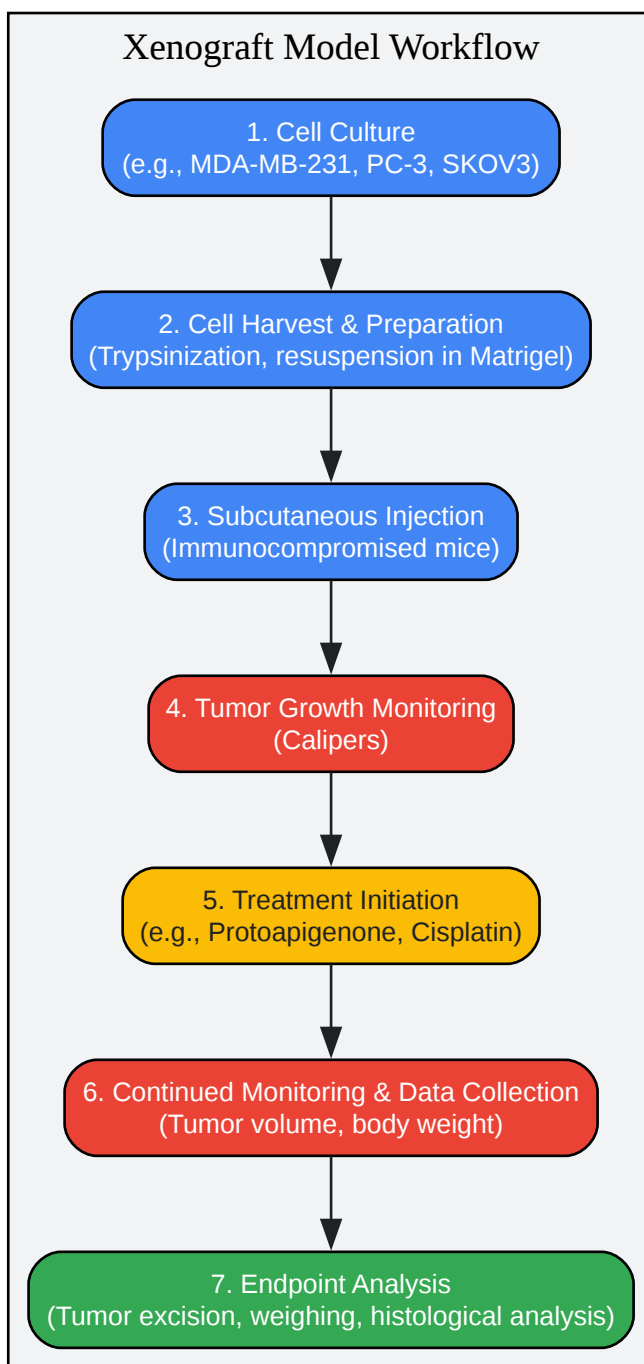 Xenograft Model Workflow
1. Cell Culture
(e.g., MDA-MB-231, PC-3, SKOV3)
2. Cell Harvest & Preparation
(Trypsinization, resuspension in Matrigel)
3. Subcutaneous Injection
(Immunocompromised mice)
4. Tumor Growth Monitoring
(Calipers)
5. Treatment Initiation
(e.g., Protoapigenone, Cisplatin)
6. Continued Monitoring & Data Collection
(Tumor volume, body weight)
7. Endpoint Analysis
(Tumor excision, weighing, histological analysis)